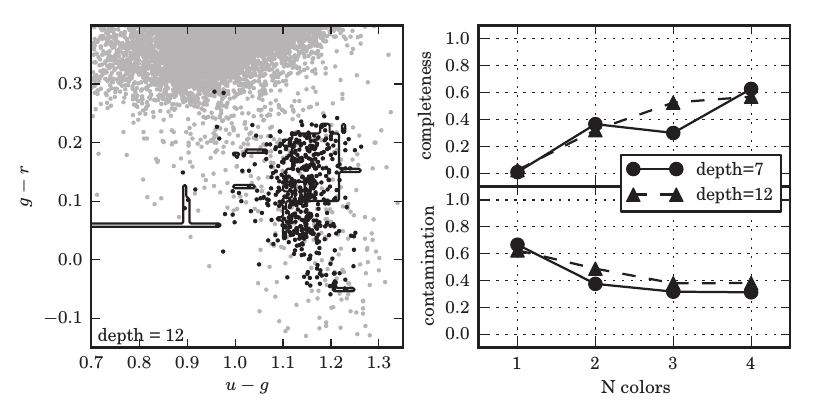 0.3
0.2
0.1
0.0
−0.1
g − r
depth = 12
0.7 0.8 0.9 1.0 1.1 1.2 1.3
u − g
completeness
1.0
0.8
0.6
0.4
0.2
0.0
depth=7
depth=12
contamination
1.0
0.8
0.6
0.4
0.2
0.0
1 2 3 4
N colors